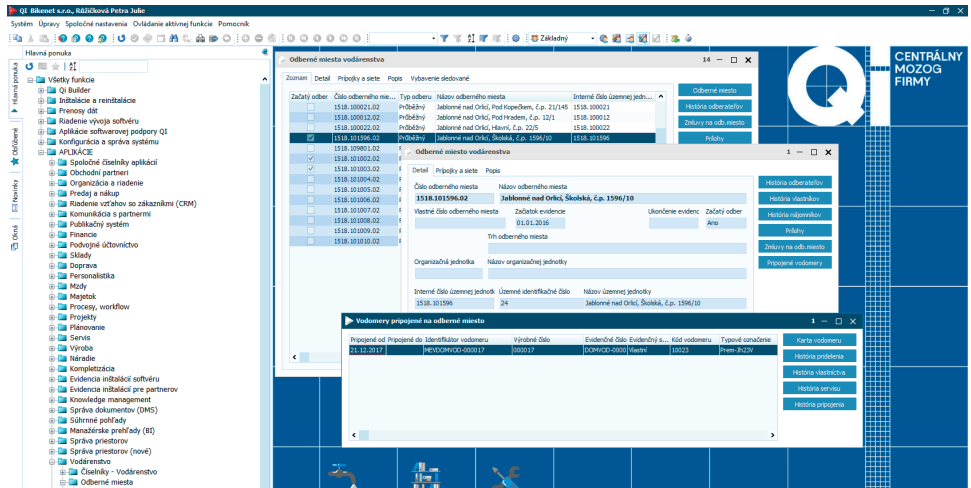 QI Bikenet s.r.o., Růžičková Petra Julie
Systém Úpravy Spoločné nastavenia Ovládanie aktívnej funkcie Pomocník
Základný
Hlavná ponuka
Hlavná ponuka
Obľúbené
Novinky
Okná
Všetky funkcie
Qi Builder
Inštalácie a reinštalácie
Prenosy dát
Riadenie vývoja softvéru
Aplikácie softwarovej podpory QI
Konfigurácia a správa systému
APLIKÁCIE
Spoločné číselníky aplikácií
Obchodní partneri
Organizácia a riadenie
Predaj a nákup
Riadenie vzťahov so zákazníkmi (CRM)
Komunikácia s partnermi
Publikačný systém
Financie
Podvojné účtovníctvo
Sklady
Doprava
Personalistika
Mzdy
Majetok
Procesy, workflow
Projekty
Plánovanie
Servis
Výroba
Náradie
Kompletizácia
Evidencia inštalácií softvéru
Evidencia inštalácií pre partnerov
Knowledge management
Správa dokumentov (DMS)
Súhrnné pohľady
Manažérske prehľady (BI)
Správa priestorov
Správa priestorov (nové)
Vodárenstvo
Číselníky - Vodárenstvo
Odberné miesta
CENTRÁLNY
MOZOG
FIRMY
Odberné miesta vodárenstva 14
Zoznam Detail Prípojky a siete Popis Vybavenie sledované
Začatý odber Číslo odberného mie... Typ odberu Názov odberného miesta Interné číslo územnej jedn...
1518.100021.02 Průběžný Jablonné nad Orlicí, Pod Kopečkem, č.p. 21/145 1518.100021
1518.100012.02 Průběžný Jablonné nad Orlicí, Pod Hradem, č.p. 12/1 1518.100012
1518.100022.02 Průběžný Jablonné nad Orlicí, Hlavní, č.p. 22/5 1518.100022
1518.101596.02 Průběžný Jablonné nad Orlicí, Školská, č.p. 1596/10 1518.101596
1518.109801.02
1518.101002.02
1518.101003.02
1518.101004.02
1518.101005.02
1518.101006.02
1518.101007.02
1518.101008.02
1518.101009.02
1518.101010.02
Odberné miesto
História odberateľov
Zmluvy na odb.miesto
Prílohy
Odberné miesto vodárenstva 1
Detail Prípojky a siete Popis
Číslo odberného miesta Názov odberného miesta
1518.101596.02 Jablonné nad Orlicí, Školská, č.p. 1596/10
Vlastné číslo odberného miesta Začiatok evidencie Ukončenie evidenc Začatý odber
01.01.2016 Ano
Trh odberného miesta
Organizačná jednotka Názov organizačnej jednotky
Interné číslo územnej jednotk Územné identifikačné číslo Názov územnej jednotky
1518.101596 24 Jablonné nad Orlicí, Školská, č.p. 1596/10
História odberateľov
História vlastníkov
História nájomníkov
Prílohy
Zmluvy na odb.miesto
Pripojené vodomery
Vodomery pripojené na odberné miesto 1
Pripojené od Pripojené do Identifikátor vodomeru Výrobné číslo Evidenčné číslo Evidenčný s... Kód vodomeru Typové označenie
21.12.2017 MEVDOMVOD-000017 000017 DOMVOD-0000 Vlastní 10023 Prem-Jh23V
Karta vodomeru
História pridelenia
História vlastníctva
História servisu
História pripojenia